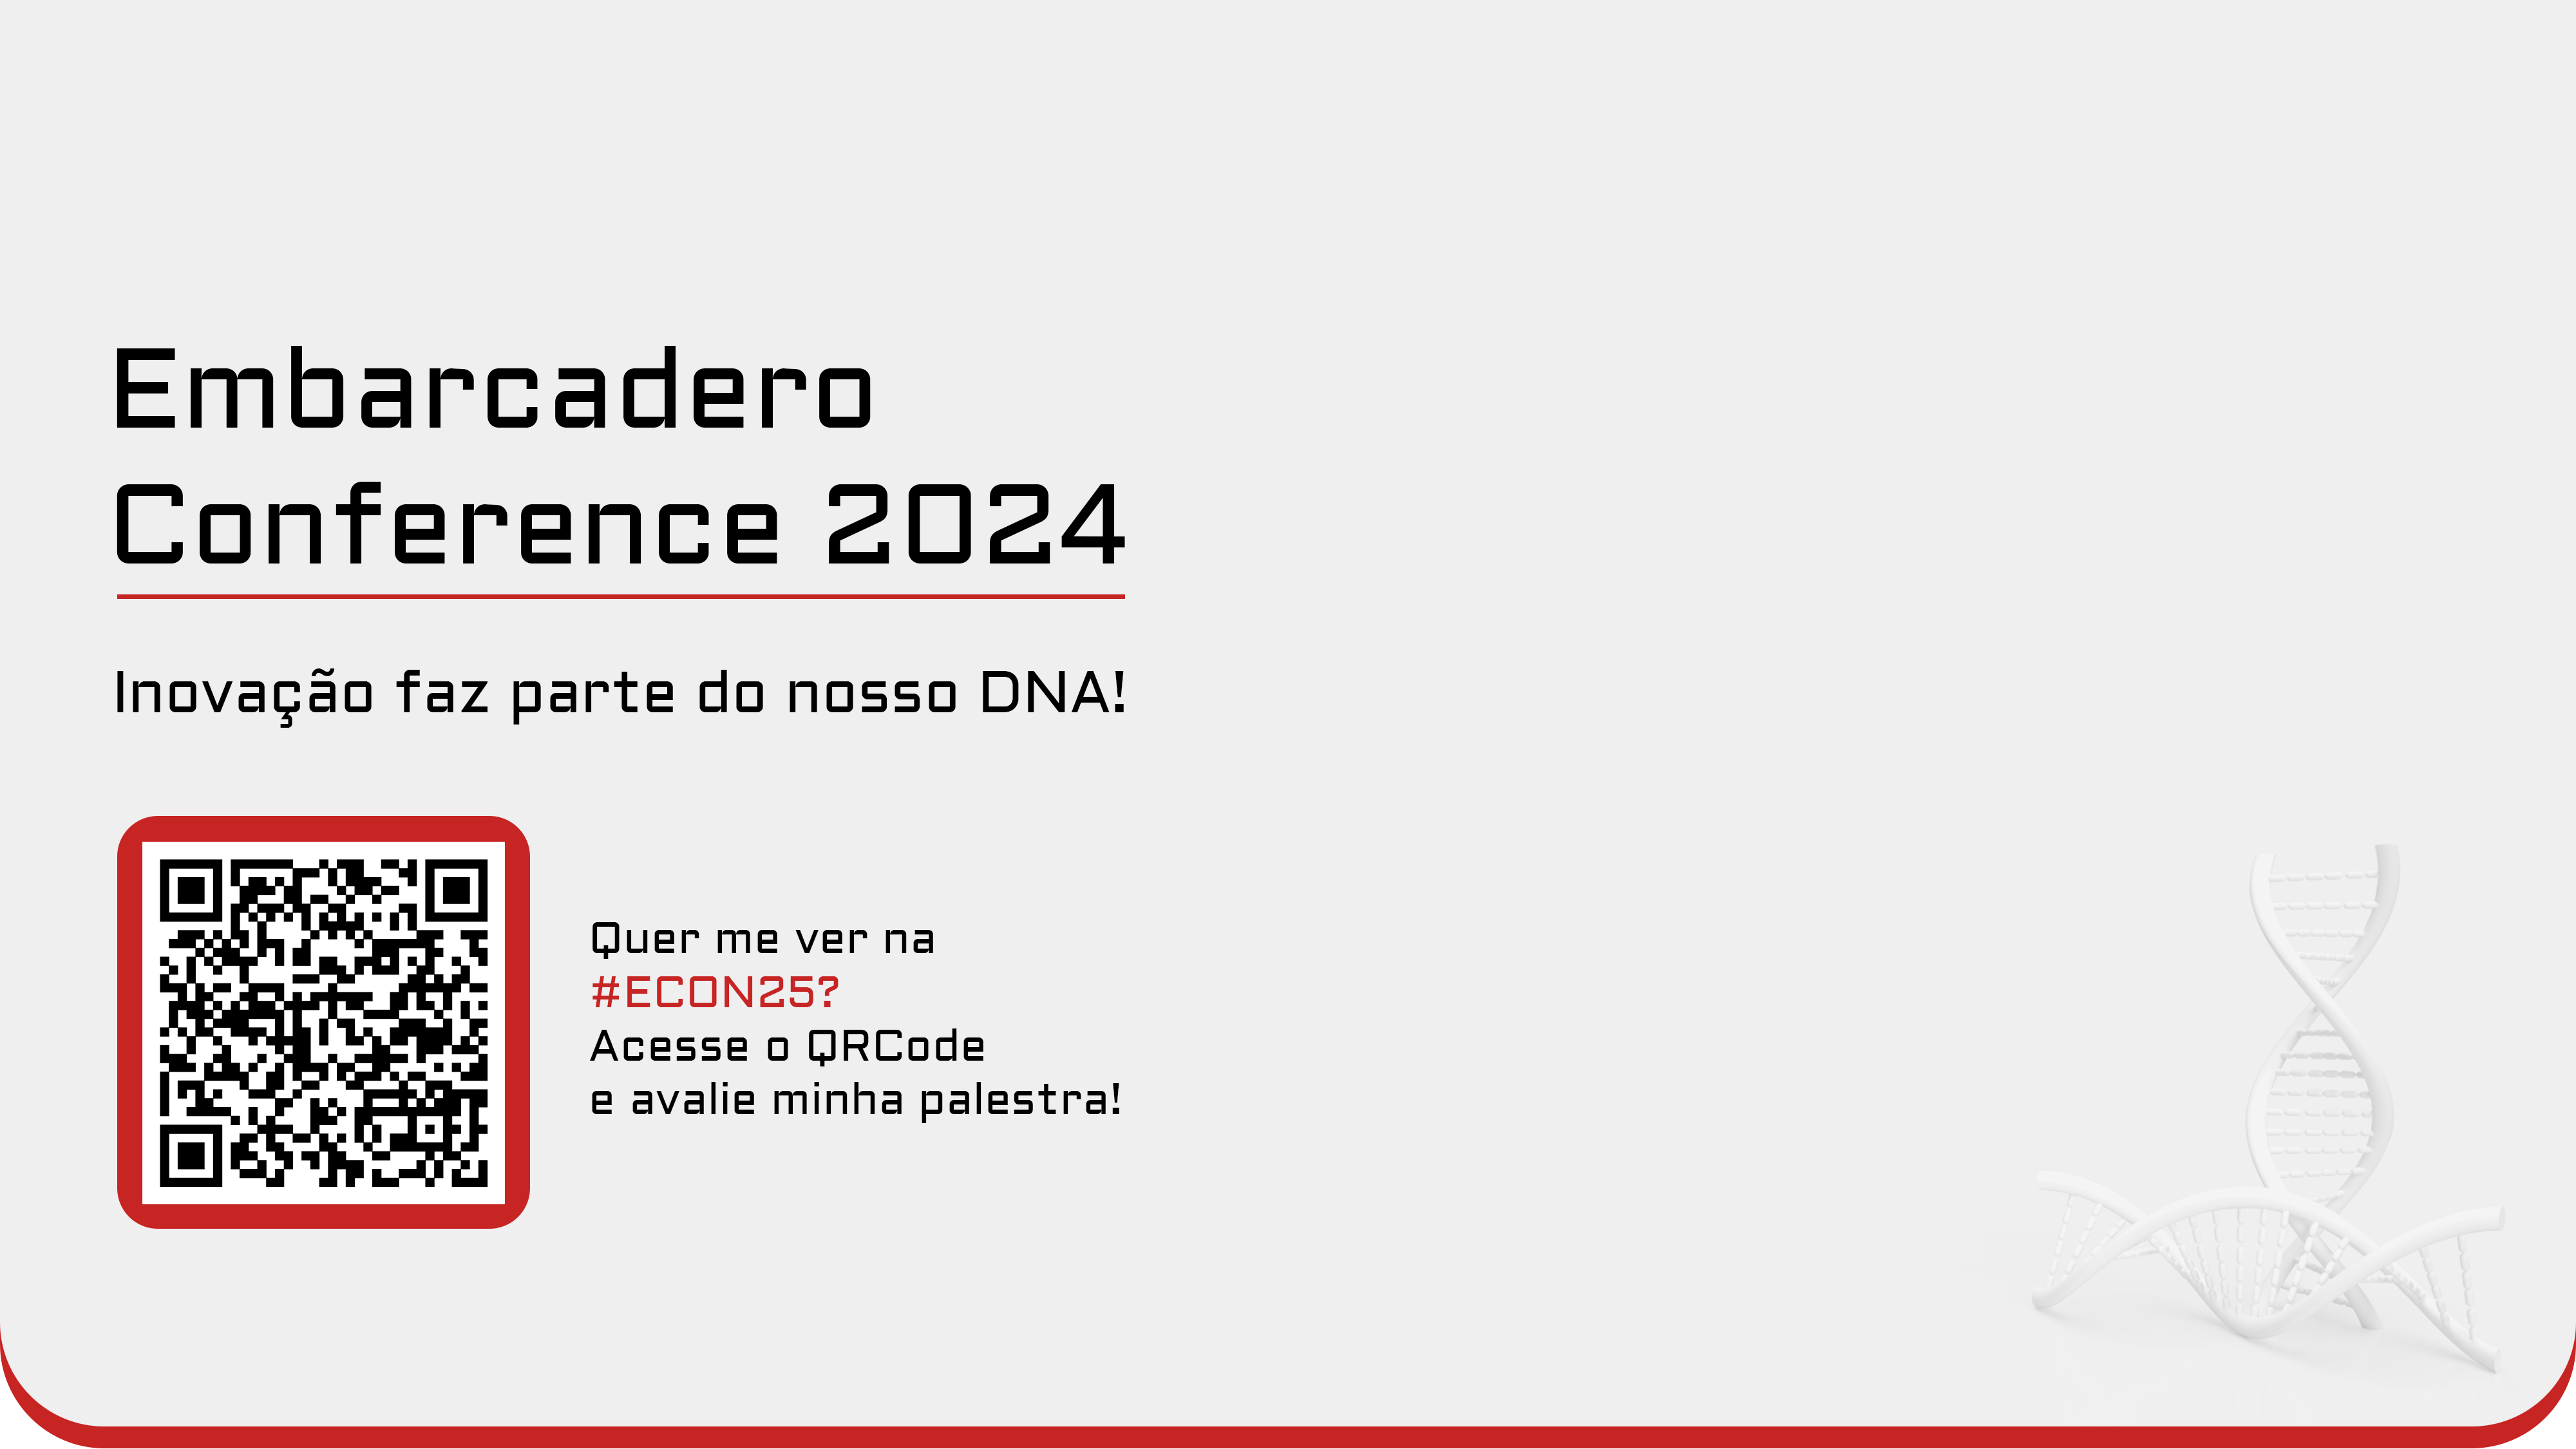 Embarcadero
Conference 2024
Inovação faz parte do nosso DNA!
Quer me ver na
#ECON25?
Acesse o QRCode
e avalie minha palestra!